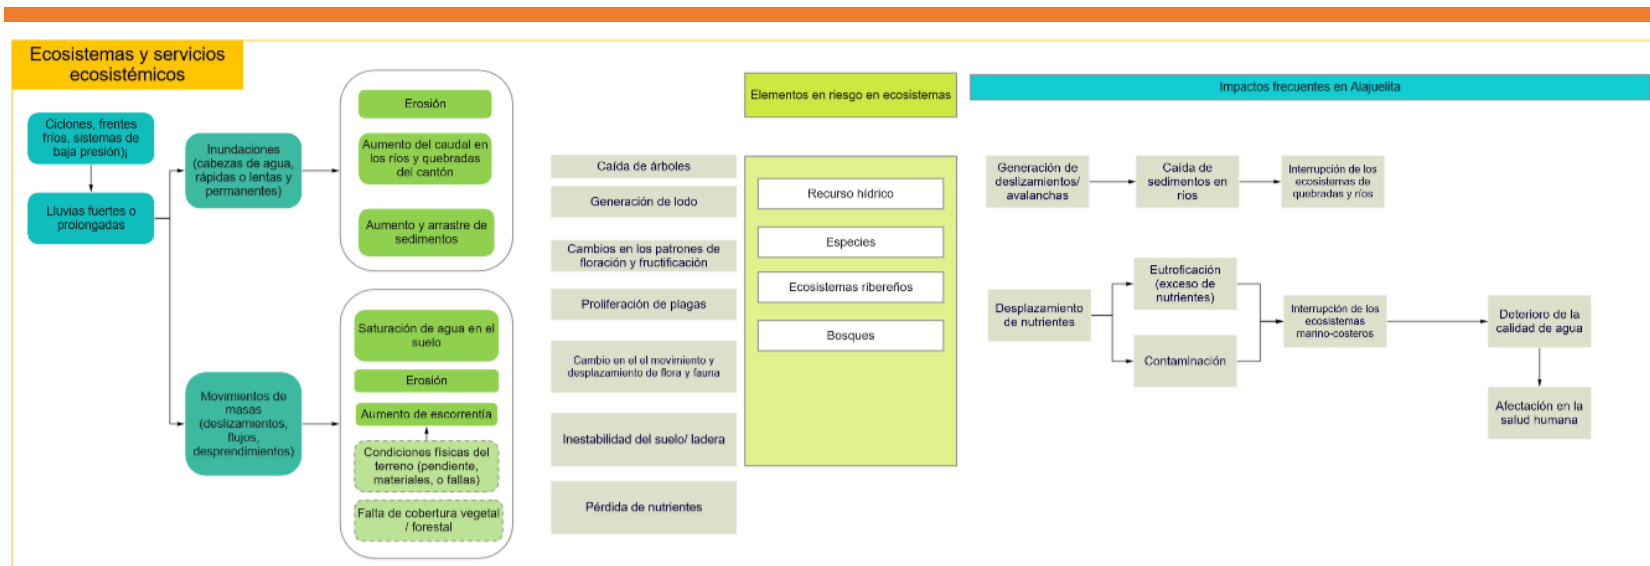 Ecosistemas y servicios
ecosistémicos
Ciclones, frentes
fríos, sistemas de
baja presión)¡
Lluvias fuertes o
prolongadas
Inundaciones
(cabezas de agua,
rápidas o lentas y
permanentes)
Movimientos de
masas
(deslizamientos,
flujos,
desprendimientos)
Erosión
Aumento del caudal en
los ríos y quebradas
del cantón
Aumento y arrastre de
sedimentos
Saturación de agua en el
suelo
Erosión
Aumento de escorrentía
Condiciones físicas del
terreno (pendiente,
materiales, o fallas)
Falta de cobertura vegetal
/ forestal
Caída de árboles
Generación de lodo
Cambios en los patrones de
floración y fructificación
Proliferación de plagas
Cambio en el el movimiento y
desplazamiento de flora y fauna
Inestabilidad del suelo/ ladera
Pérdida de nutrientes
Elementos en riesgo en ecosistemas
Recurso hídrico
Especies
Ecosistemas ribereños
Bosques
Impactos frecuentes en Alajuelita
Generación de
deslizamientos/
avalanchas
Caída de
sedimentos en
ríos
Interrupción de los
ecosistemas de
quebradas y ríos
Desplazamiento
de nutrientes
Eutroficación
(exceso de
nutrientes)
Contaminación
Interrupción de los
ecosistemas
marino-costeros
Deterioro de la
calidad de agua
Afectación en la
salud humana